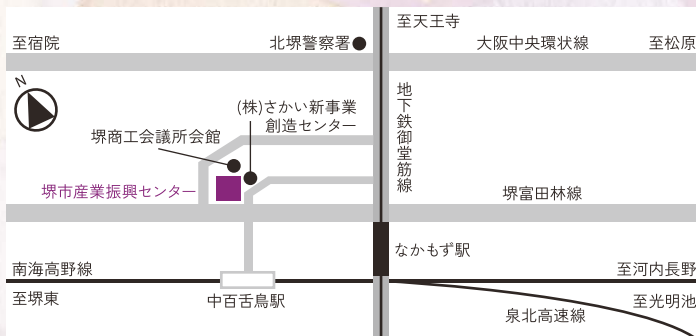 至天王寺
至宿院
北堺警察署
大阪中央環状線
至松原
N
地下鉄御堂筋線
(株)さかい新事業
創造センター
堺商工会議所会館
堺市産業振興センター
堺富田林線
なかもず駅
南海高野線
至河内長野
至堺東
中百舌鳥駅
至光明池
泉北高速線